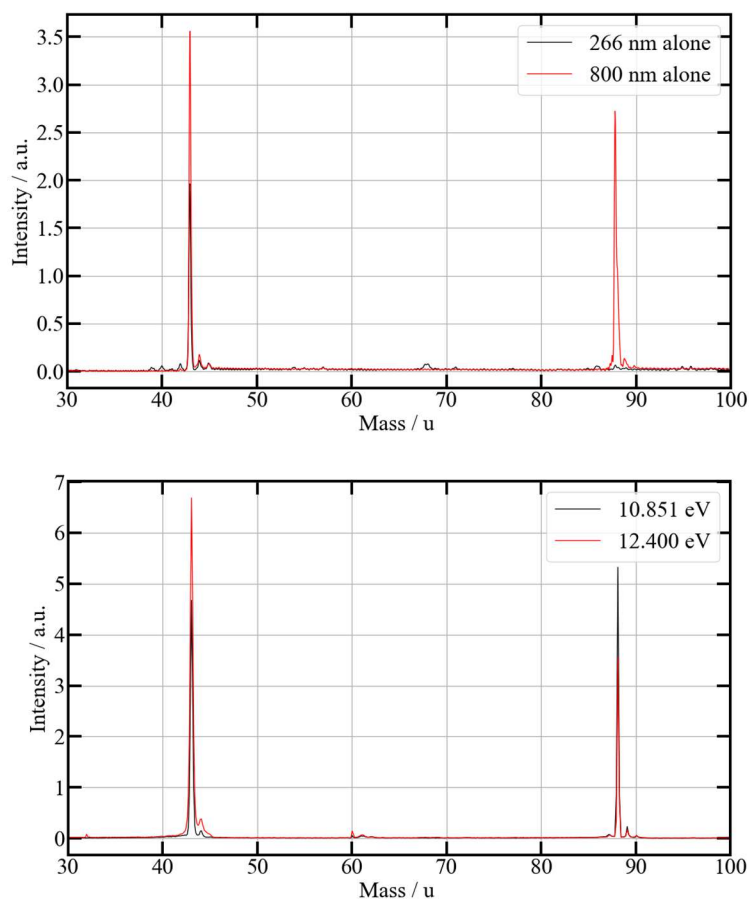 3.5
3.0
2.5
2.0
1.5
1.0
0.5
0.0
Intensity / a.u.
266 nm alone
800 nm alone
30 40 50 60 70 80 90 100
Mass / u
7
6
5
4
3
2
1
0
Intensity / a.u.
10.851 eV
12.400 eV
30 40 50 60 70 80 90 100
Mass / u